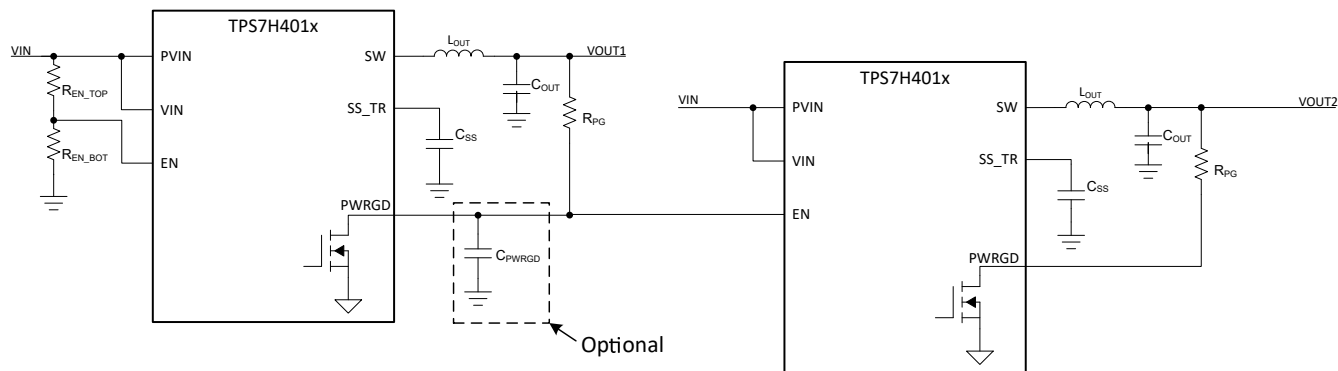 TPS7H401x
VIN
PVIN
SW
LOUT
VOUT1
REN_TOP
VIN
COUT
SS_TR
RPG
CSS
REN_BOT
EN
PWRGD
CPWRGD
Optional
TPS7H401x
VIN
PVIN
SW
LOUT
VOUT2
COUT
VIN
SS_TR
RPG
CSS
EN
PWRGD